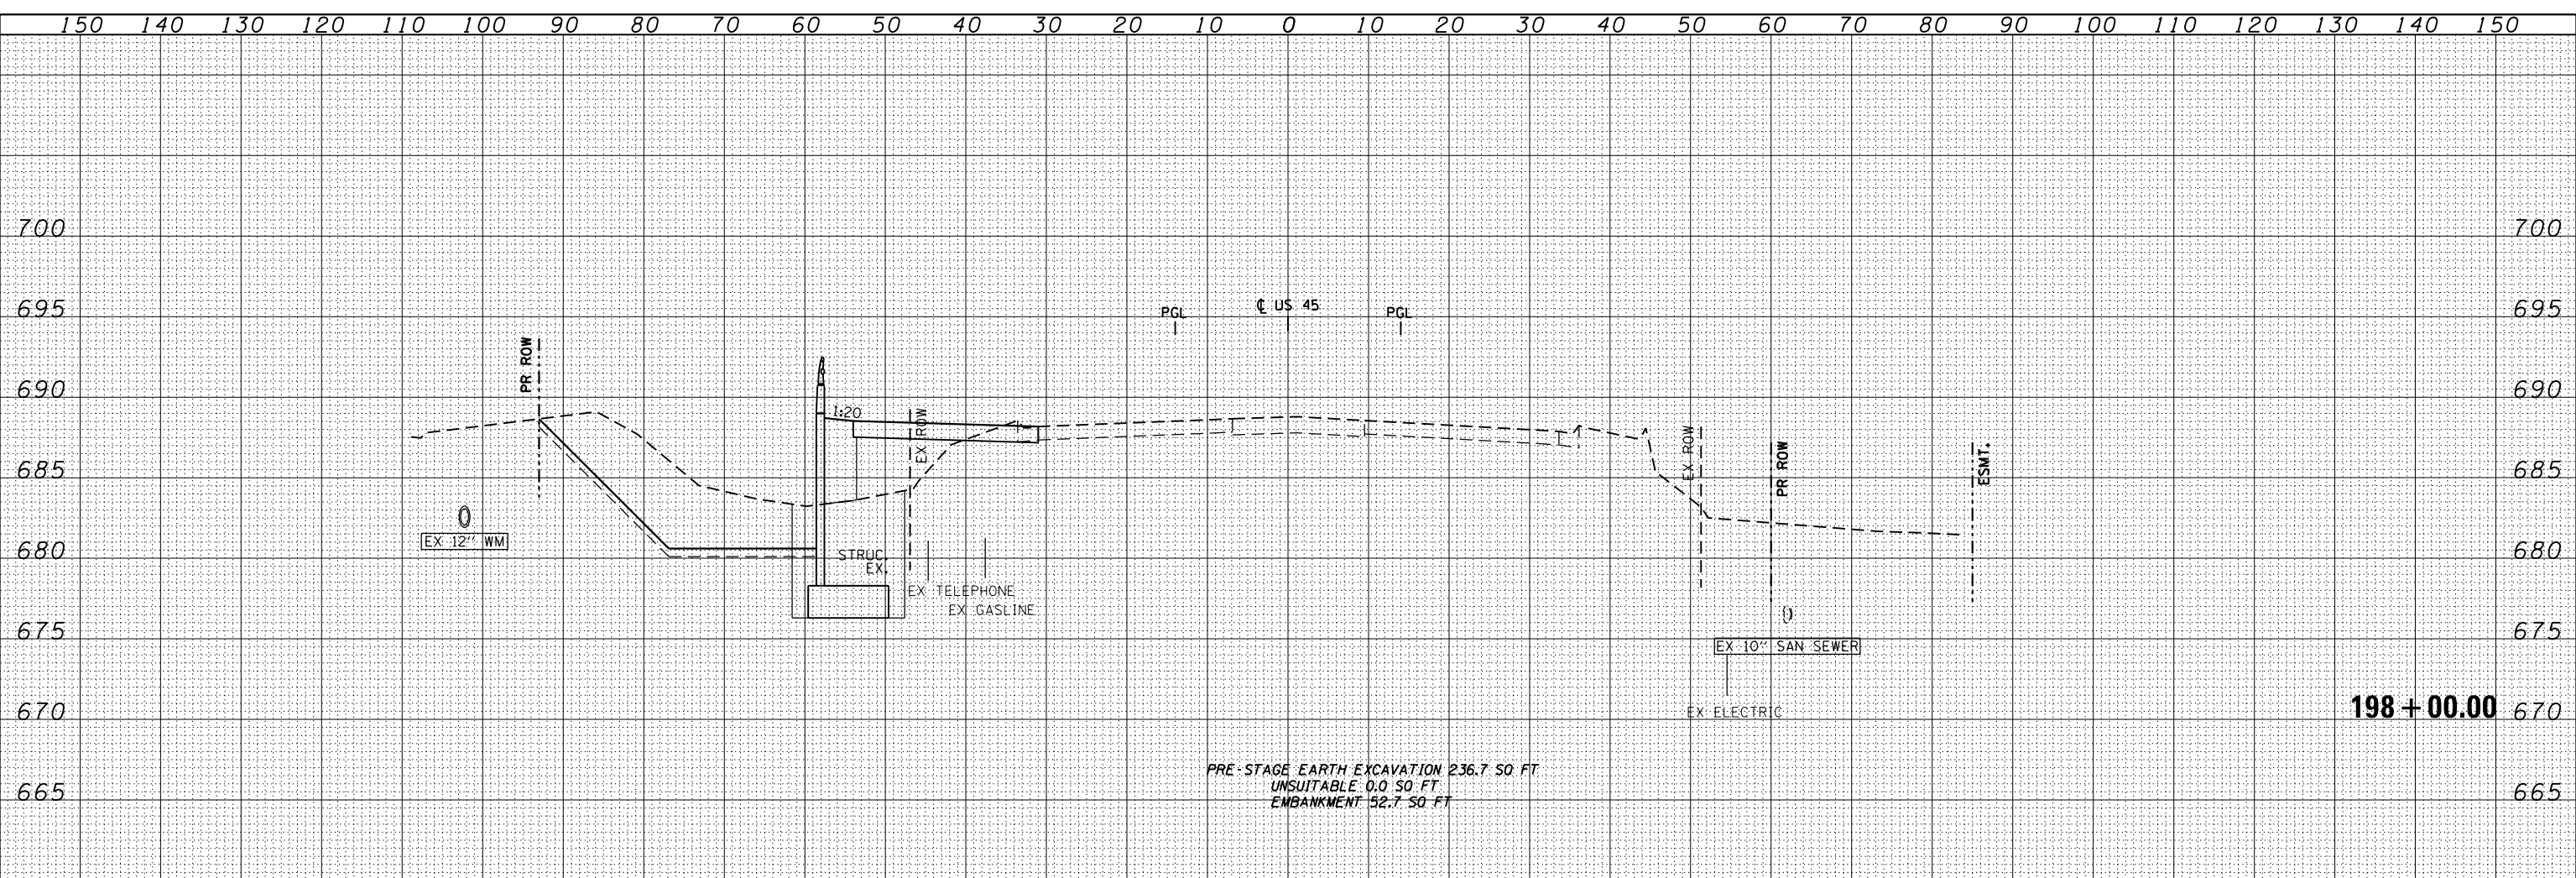 150 140 130 120 110 100 90 80 70 60 50 40 30 20 10 0 10 20 30 40 50 60 70 80 90 100 110 120 130 140 150
700 700
695 695
℄ US 45
PGL PGL
PR ROW
690 690
1:20
EX ROW
EX ROW
PR ROW
ESMT.
685 685
EX 12" WM
680 680
STRUC.
EX.
EX TELEPHONE
EX GASLINE
675 675
EX 10" SAN SEWER
EX ELECTRIC
198+00.00
670 670
PRE-STAGE EARTH EXCAVATION 236.7 SQ FT
UNSUITABLE 0.0 SQ FT
EMBANKMENT 52.7 SQ FT
665 665